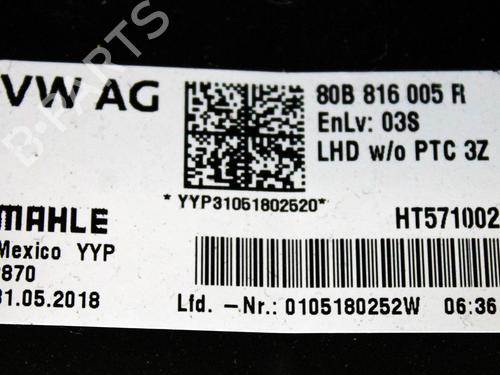 VW AG
80B 816 005 R
EnLv: 03S
LHD w/o PTC 3Z
*YYP31051802520*
MAHLE
HT571002
Mexico YYP
870
31.05.2018
Lfd. -Nr.: 0105180252W 06:36
B-PARTS